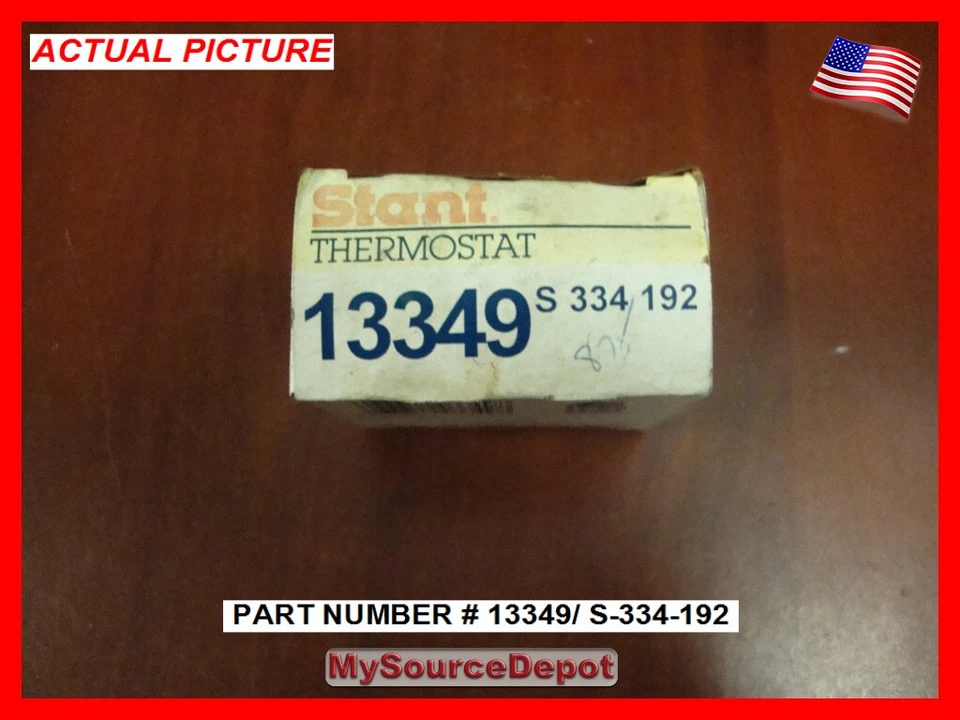 ACTUAL PICTURE
Stant.
THERMOSTAT
13349 S 334 192
PART NUMBER # 13349/ S-334-192
MySourceDepot